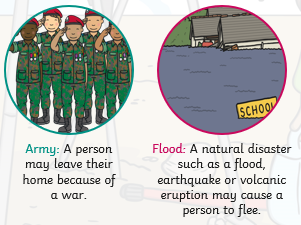 SCHOOL
Army: A person
may leave their
home because of
a war.
Flood: A natural disaster
such as a flood,
earthquake or volcanic
eruption may cause a
person to flee.